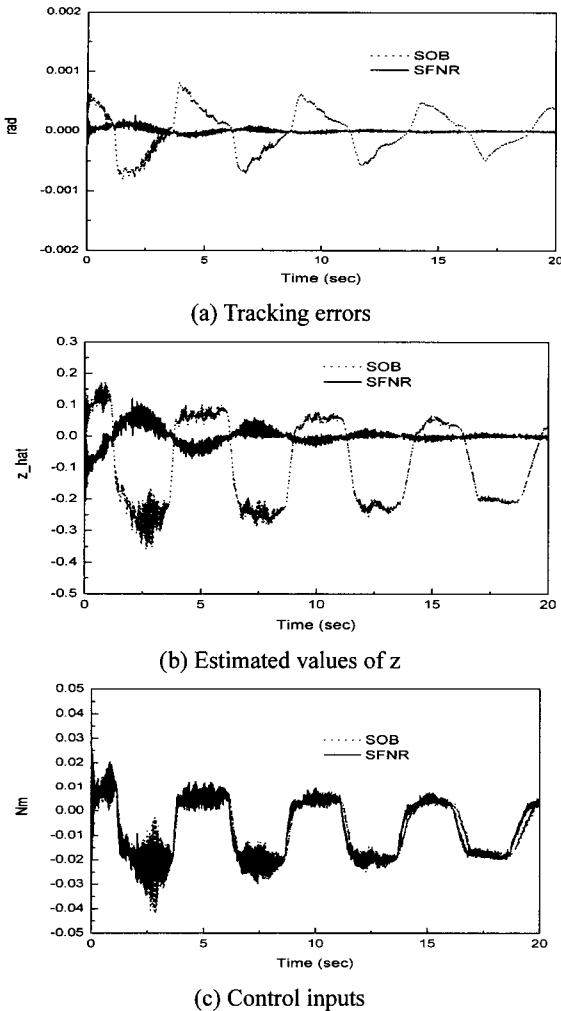 0.002
0.001
0.000
-0.001
-0.002
rad
SOB
SFNR
0 5 10 15 20
Time (sec)
(a) Tracking errors
0.3
0.2
0.1
0.0
-0.1
-0.2
-0.3
-0.4
-0.5
z_hat
SOB
SFNR
0 5 10 15 20
Time (sec)
(b) Estimated values of z
0.05
0.04
0.03
0.02
0.01
0.00
-0.01
-0.02
-0.03
-0.04
-0.05
Nm
SOB
SFNR
0 5 10 15 20
Time (sec)
(c) Control inputs